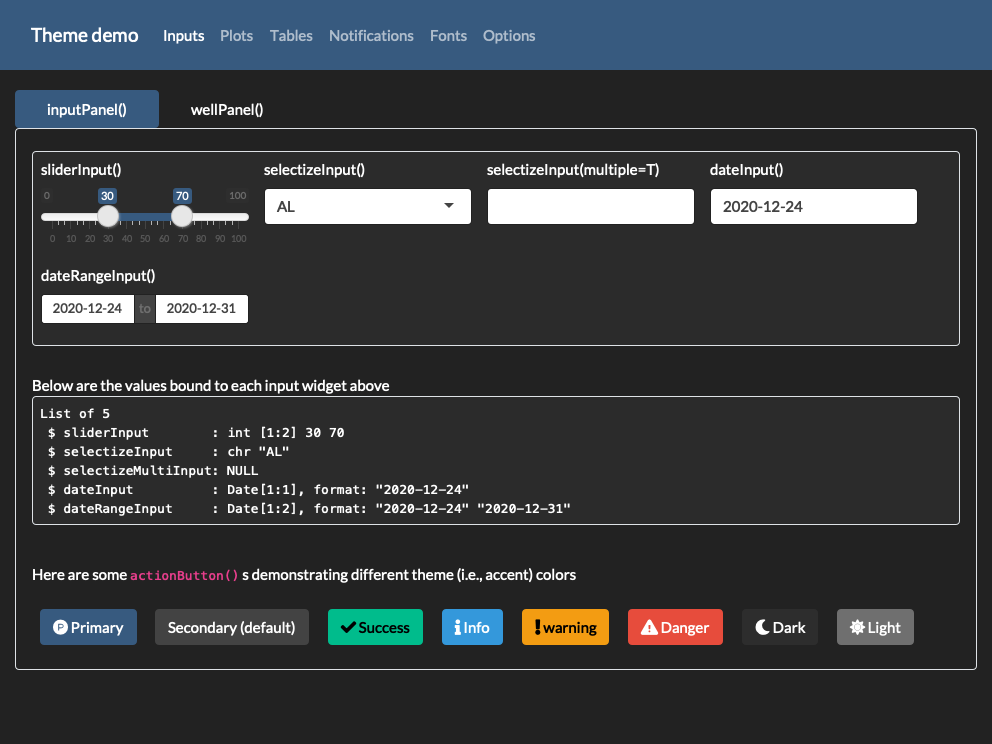 Theme demo Inputs Plots Tables Notifications Fonts Options
inputPanel() wellPanel()
sliderInput() selectizeInput() selectizeInput(multiple=T) dateInput()
0 30 70 100
AL 2020-12-24
0 10 20 30 40 50 60 70 80 90 100
dateRangeInput()
2020-12-24 to 2020-12-31
Below are the values bound to each input widget above
List of 5
 $ sliderInput        : int [1:2] 30 70
 $ selectizeInput     : chr "AL"
 $ selectizeMultiInput: NULL
 $ dateInput          : Date[1:1], format: "2020-12-24"
 $ dateRangeInput     : Date[1:2], format: "2020-12-24" "2020-12-31"
Here are some actionButton() s demonstrating different theme (i.e., accent) colors
P Primary Secondary (default) Success Info warning Danger Dark Light